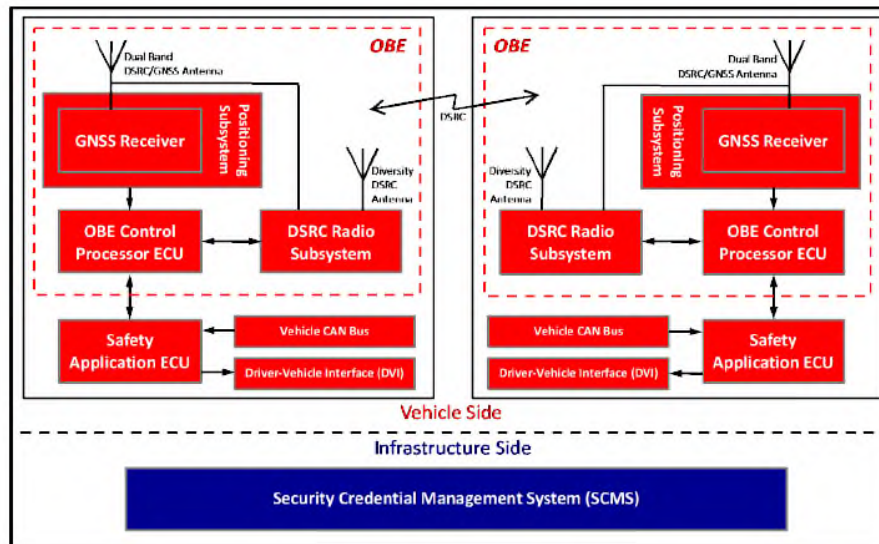 OBE
Dual Band
DSRC/GNSS Antenna
GNSS Receiver
Positioning
Subsystem
Diversity
DSRC
Antenna
OBE Control
Processor ECU
DSRC Radio
Subsystem
Safety
Application ECU
Vehicle CAN Bus
Driver-Vehicle Interface (DVI)
DSRC
OBE
Dual Band
DSRC/GNSS Antenna
Positioning
Subsystem
GNSS Receiver
Diversity
DSRC
Antenna
DSRC Radio
Subsystem
OBE Control
Processor ECU
Vehicle CAN Bus
Driver-Vehicle Interface (DVI)
Safety
Application ECU
Vehicle Side
Infrastructure Side
Security Credential Management System (SCMS)